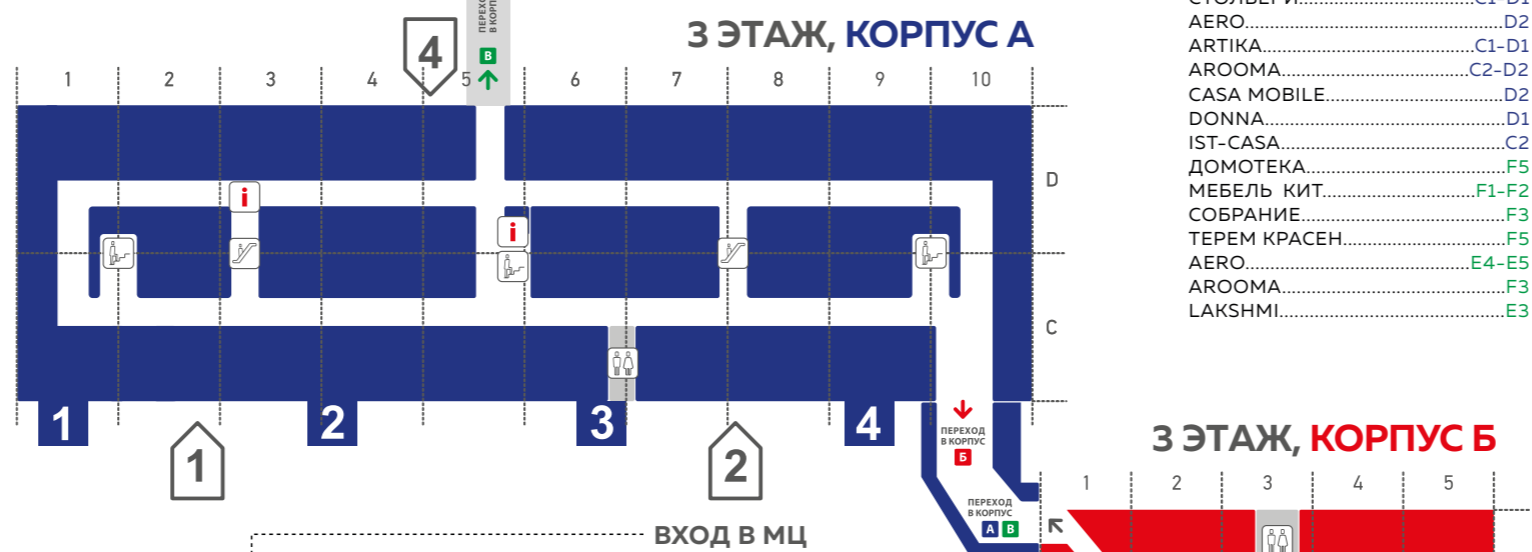 ПЕРЕХОД
В КОРПУС
В
4
3 ЭТАЖ, КОРПУС А
1 2 3 4 5 6 7 8 9 10
D
i
i
C
1 2 3 4
1 2
ПЕРЕХОД
В КОРПУС
Б
ПЕРЕХОД
В КОРПУС
А В
ВХОД В МЦ
AERO D2
ARTIKA C1-D1
AROOMA C2-D2
CASA MOBILE D2
DONNA D1
IST-CASA C2
ДОМОТЕКА F5
МЕБЕЛЬ КИТ F1-F2
СОБРАНИЕ F3
ТЕРЕМ КРАСЕН F5
AERO E4-E5
AROOMA F3
LAKSHMI E3
3 ЭТАЖ, КОРПУС Б
1 2 3 4 5